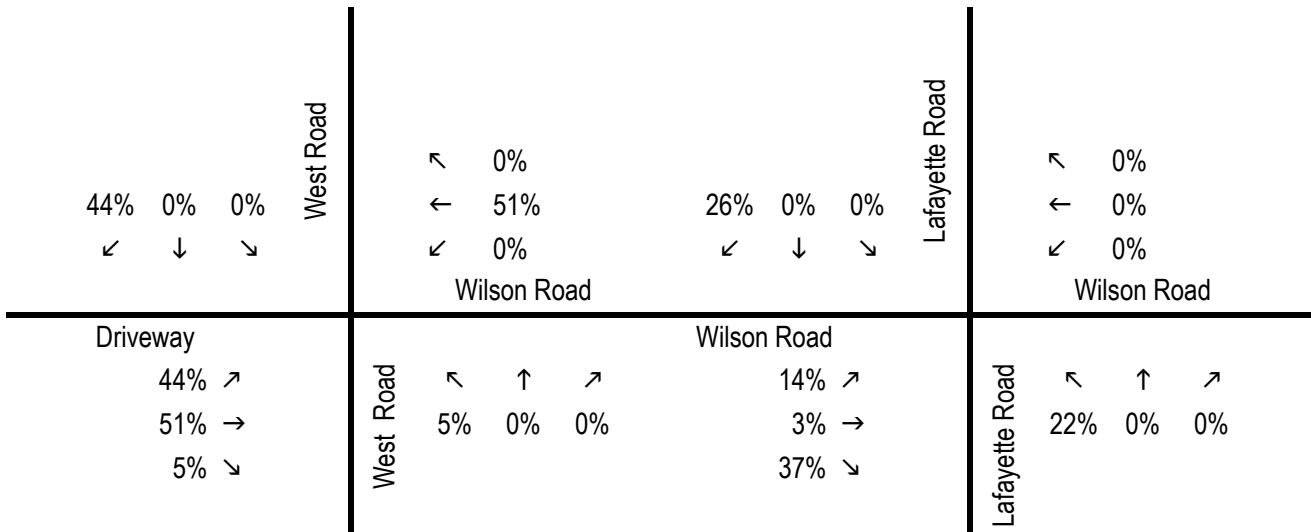 West Road
Lafayette Road
↖ 0%
↖ 0%
44% 0% 0%
← 51%
26% 0% 0%
← 0%
↙ ↓ ↘
↙ 0%
↙ ↓ ↘
↙ 0%
Wilson Road
Wilson Road
Driveway
Wilson Road
44% ↗
West Road
↖ ↑ ↗
14% ↗
Lafayette Road
↖ ↑ ↗
51% →
5% 0% 0%
3% →
22% 0% 0%
5% ↘
37% ↘